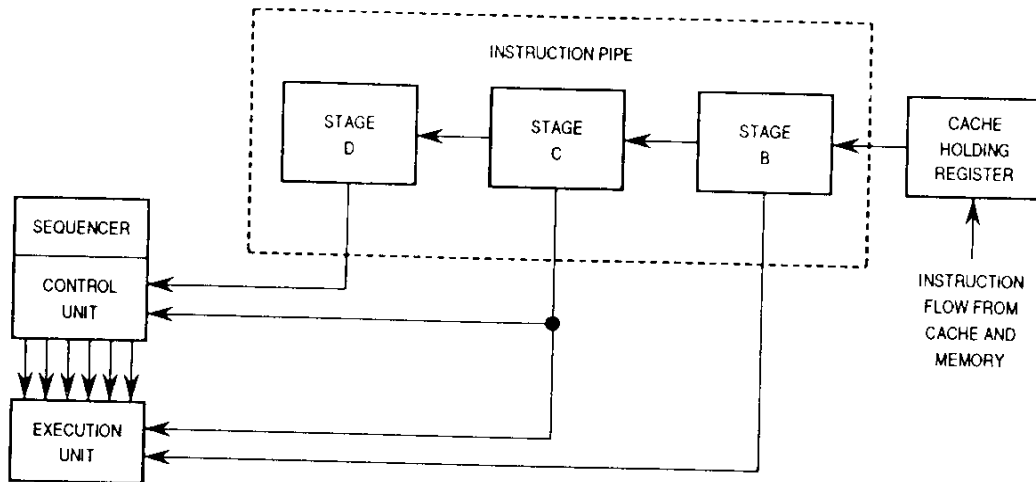 INSTRUCTION PIPE
STAGE
D
STAGE
C
STAGE
B
CACHE
HOLDING
REGISTER
SEQUENCER
CONTROL
UNIT
INSTRUCTION
FLOW FROM
CACHE AND
MEMORY
EXECUTION
UNIT